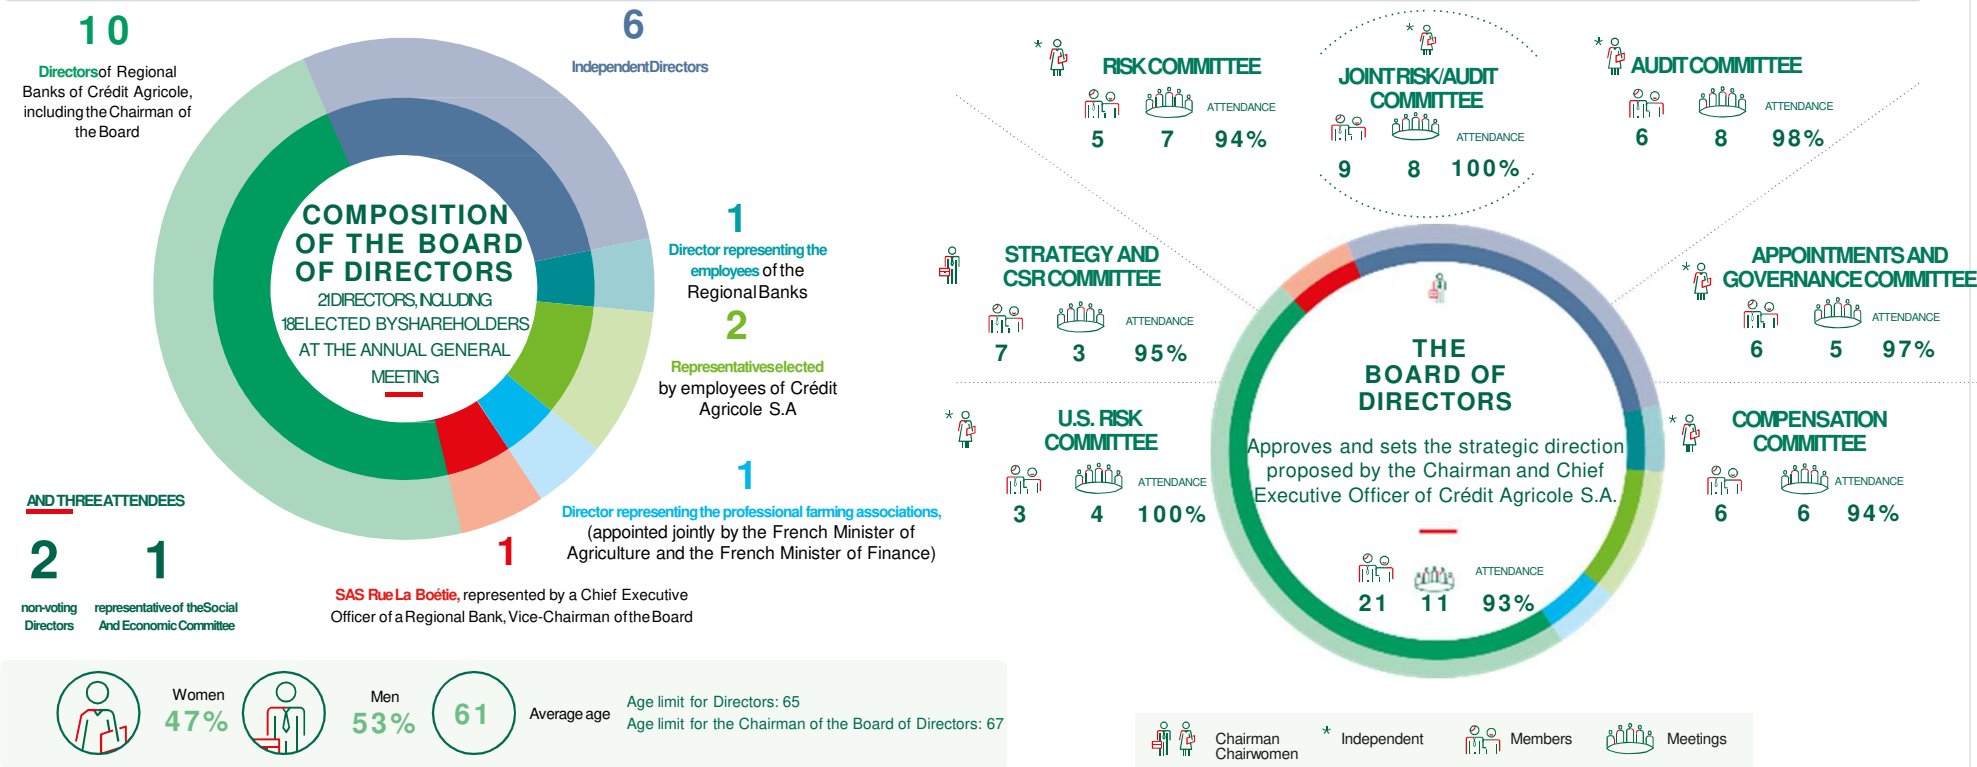 10
Directors of Regional
Banks of Crédit Agricole,
including the Chairman of
the Board
6
Independent Directors
COMPOSITION
OF THE BOARD
OF DIRECTORS
21 DIRECTORS, INCLUDING
18 ELECTED BY SHAREHOLDERS
AT THE ANNUAL GENERAL
MEETING
1
Director representing the
employees of the
Regional Banks
2
Representatives elected
by employees of Crédit
Agricole S.A
1
Director representing the professional farming associations,
(appointed jointly by the French Minister of
Agriculture and the French Minister of Finance)
1
SAS Rue La Boétie, represented by a Chief Executive
Officer of a Regional Bank, Vice-Chairman of the Board
AND THREE ATTENDEES
2
non-voting
Directors
1
representative of the Social
And Economic Committee
Women
47%
Men
53%
61
Average age
Age limit for Directors: 65
Age limit for the Chairman of the Board of Directors: 67
*
RISK COMMITTEE
ATTENDANCE
5 7 94%
*
JOINT RISK/AUDIT
COMMITTEE
ATTENDANCE
9 8 100%
*
AUDIT COMMITTEE
ATTENDANCE
6 8 98%
STRATEGY AND
CSR COMMITTEE
ATTENDANCE
7 3 95%
*
APPOINTMENTS AND
GOVERNANCE COMMITTEE
ATTENDANCE
6 5 97%
*
U.S. RISK
COMMITTEE
ATTENDANCE
3 4 100%
*
COMPENSATION
COMMITTEE
ATTENDANCE
6 6 94%
THE
BOARD OF
DIRECTORS
Approves and sets the strategic direction
proposed by the Chairman and Chief
Executive Officer of Crédit Agricole S.A.
ATTENDANCE
21 11 93%
Chairman
Chairwomen
* Independent
Members
Meetings